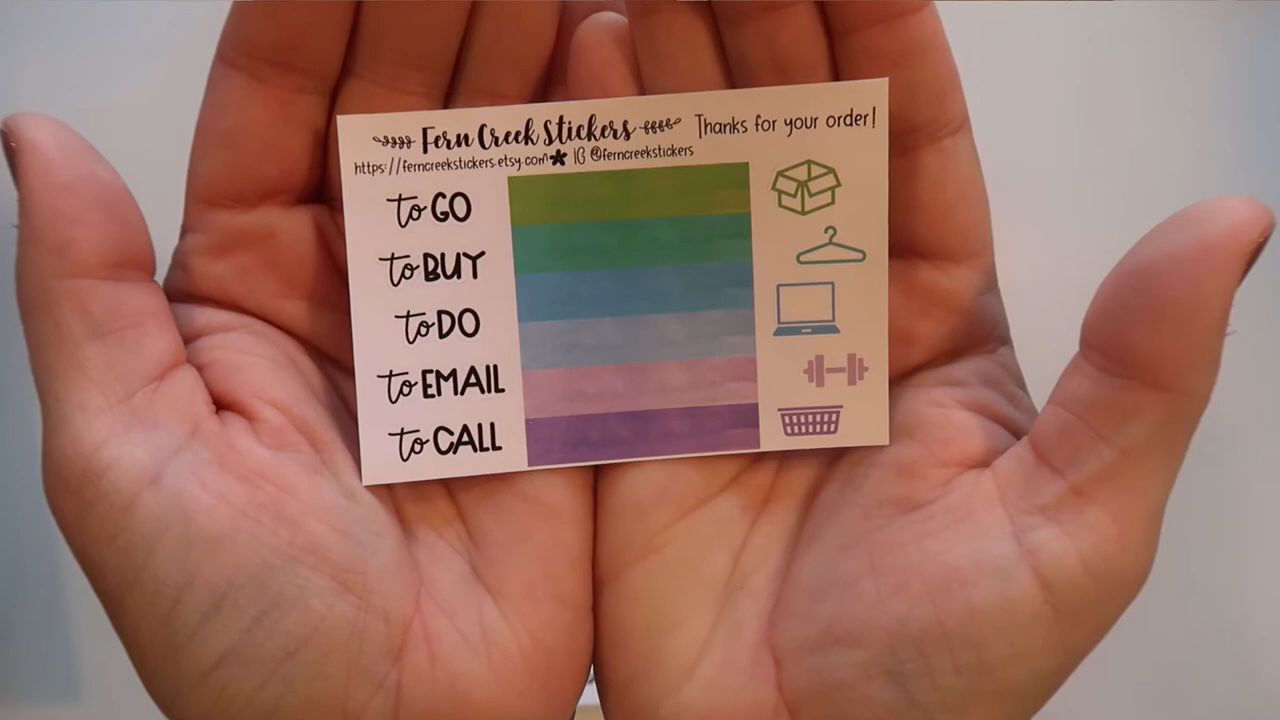 Fern Creek Stickers Thanks for your order!
https://ferncreekstickers.etsy.com IG @ferncreekstickers
to GO
to BUY
to DO
to EMAIL
to CALL